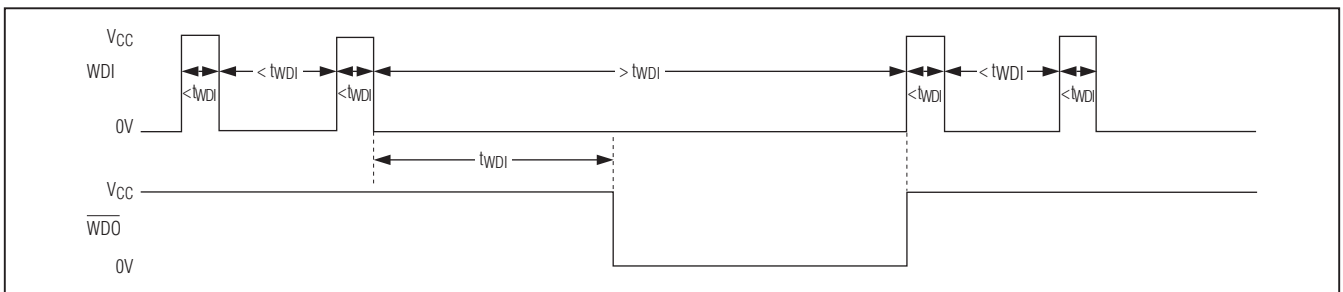 VCC
WDI
< tWDI
> tWDI
< tWDI
<tWDI
<tWDI
<tWDI
<tWDI
0V
tWDI
VCC
WDO
0V